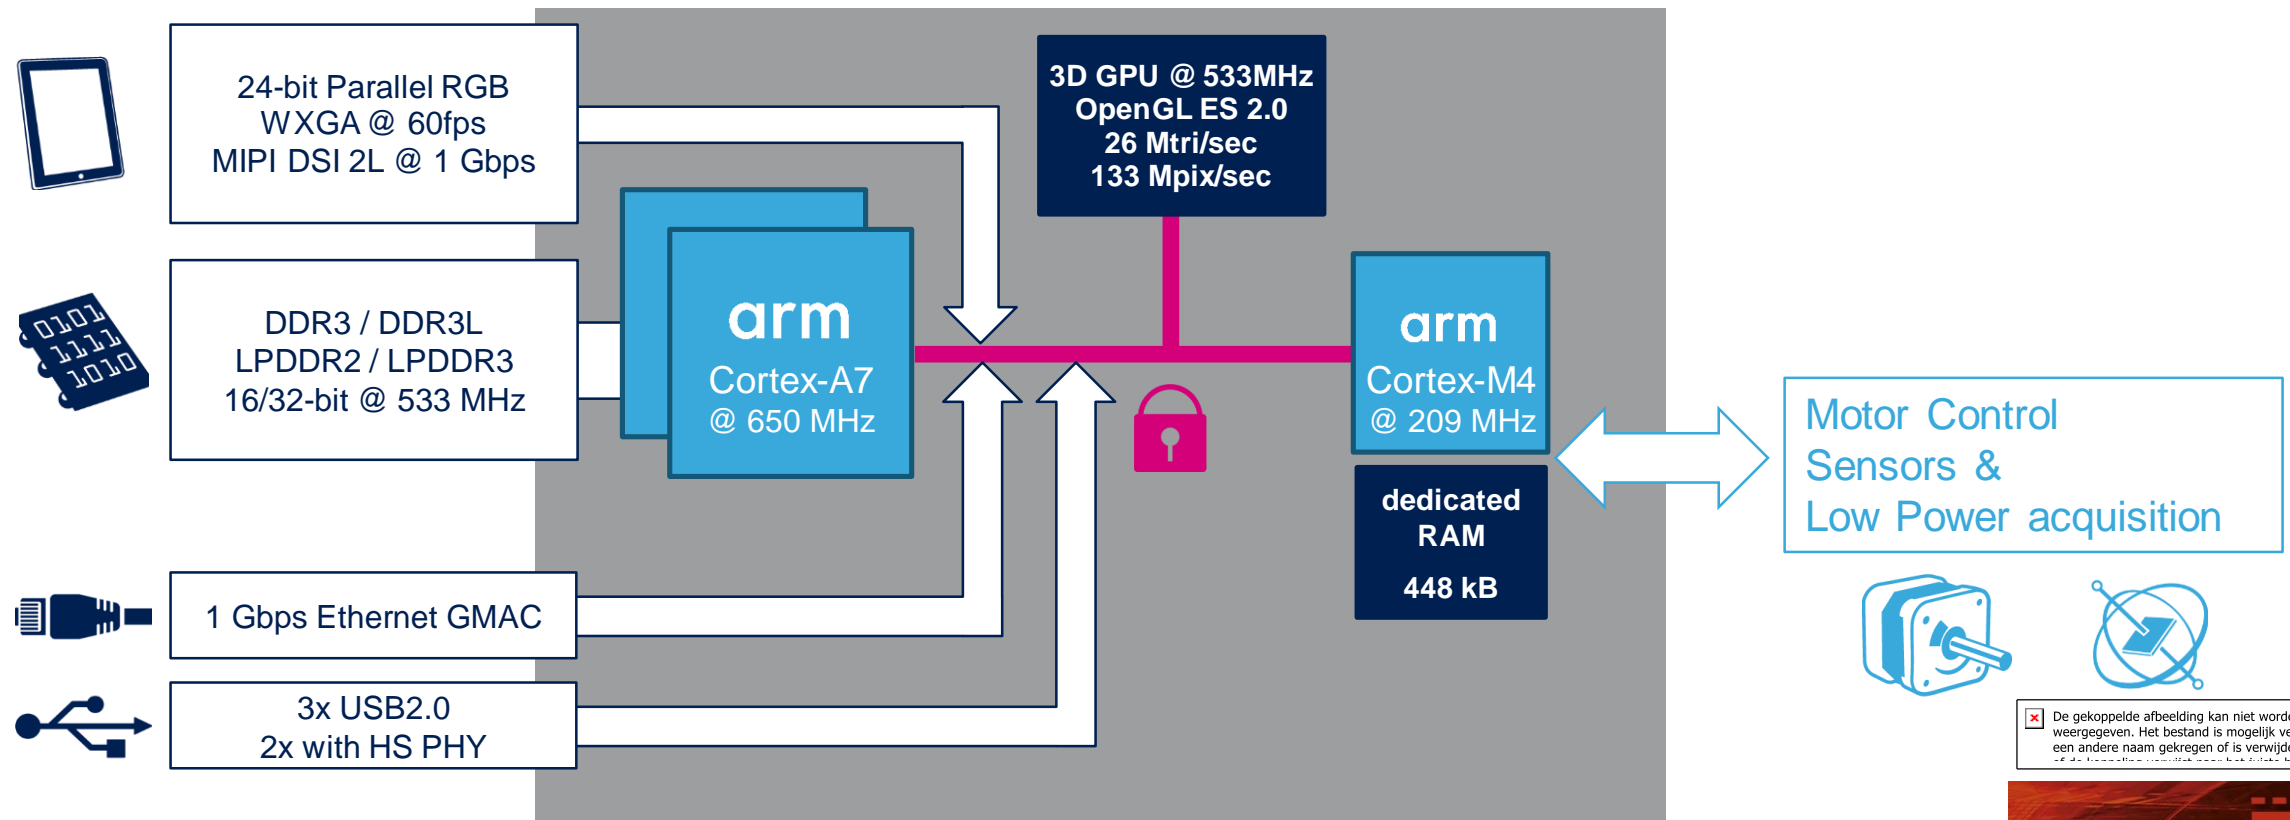 24-bit Parallel RGB
WXGA @ 60fps
MIPI DSI 2L @ 1 Gbps
DDR3 / DDR3L
LPDDR2 / LPDDR3
16/32-bit @ 533 MHz
1 Gbps Ethernet GMAC
3x USB2.0
2x with HS PHY
0101
1111
1010
arm
Cortex-A7
@ 650 MHz
3D GPU @ 533MHz
OpenGL ES 2.0
26 Mtri/sec
133 Mpix/sec
arm
Cortex-M4
@ 209 MHz
dedicated
RAM
448 kB
Motor Control
Sensors &
Low Power acquisition
De gekoppelde afbeelding kan niet
weergegeven. Het bestand is mogelijk
een andere naam gekregen of is